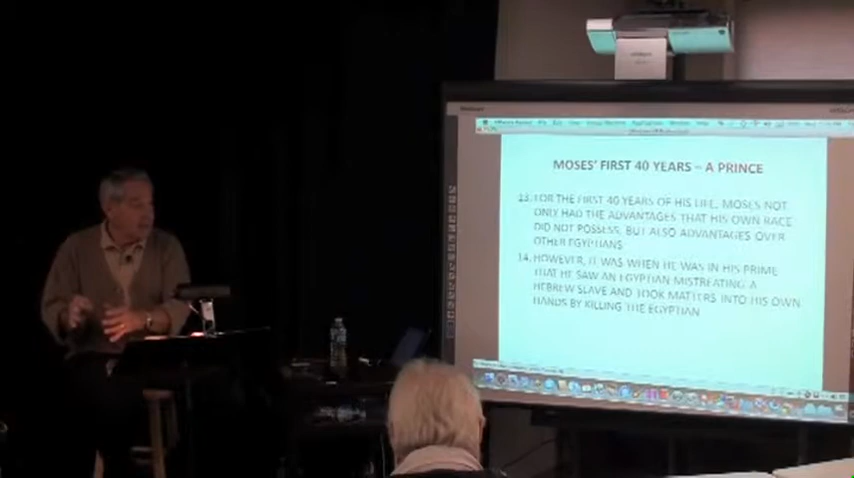 MOSES' FIRST 40 YEARS – A PRINCE
13. FOR THE FIRST 40 YEARS OF HIS LIFE, MOSES NOT
ONLY HAD THE ADVANTAGES THAT HIS OWN RACE
DID NOT POSSESS, BUT ALSO ADVANTAGES OVER
OTHER EGYPTIANS
14. HOWEVER, IT WAS WHEN HE WAS IN HIS PRIME
THAT HE SAW AN EGYPTIAN MISTREATING A
HEBREW SLAVE AND TOOK MATTERS INTO HIS OWN
HANDS BY KILLING THE EGYPTIAN